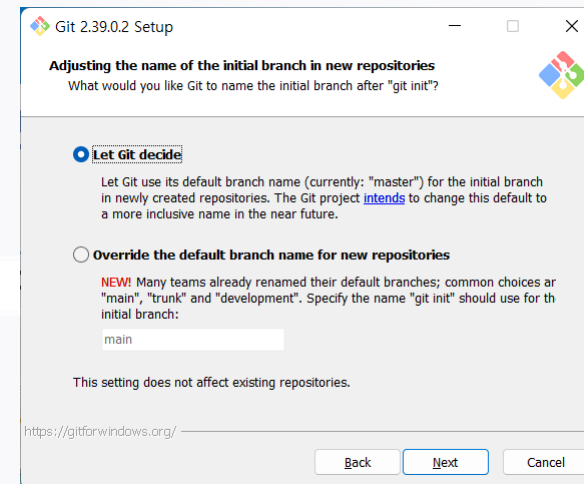 Git 2.39.0.2 Setup
Adjusting the name of the initial branch in new repositories
What would you like Git to name the initial branch after "git init"?
Let Git decide
Let Git use its default branch name (currently: "master") for the initial branch
in newly created repositories. The Git project intends to change this default to
a more inclusive name in the near future.
Override the default branch name for new repositories
NEW! Many teams already renamed their default branches; common choices ar
"main", "trunk" and "development". Specify the name "git init" should use for th
initial branch:
main
This setting does not affect existing repositories.
https://gitforwindows.org/
Back Next Cancel